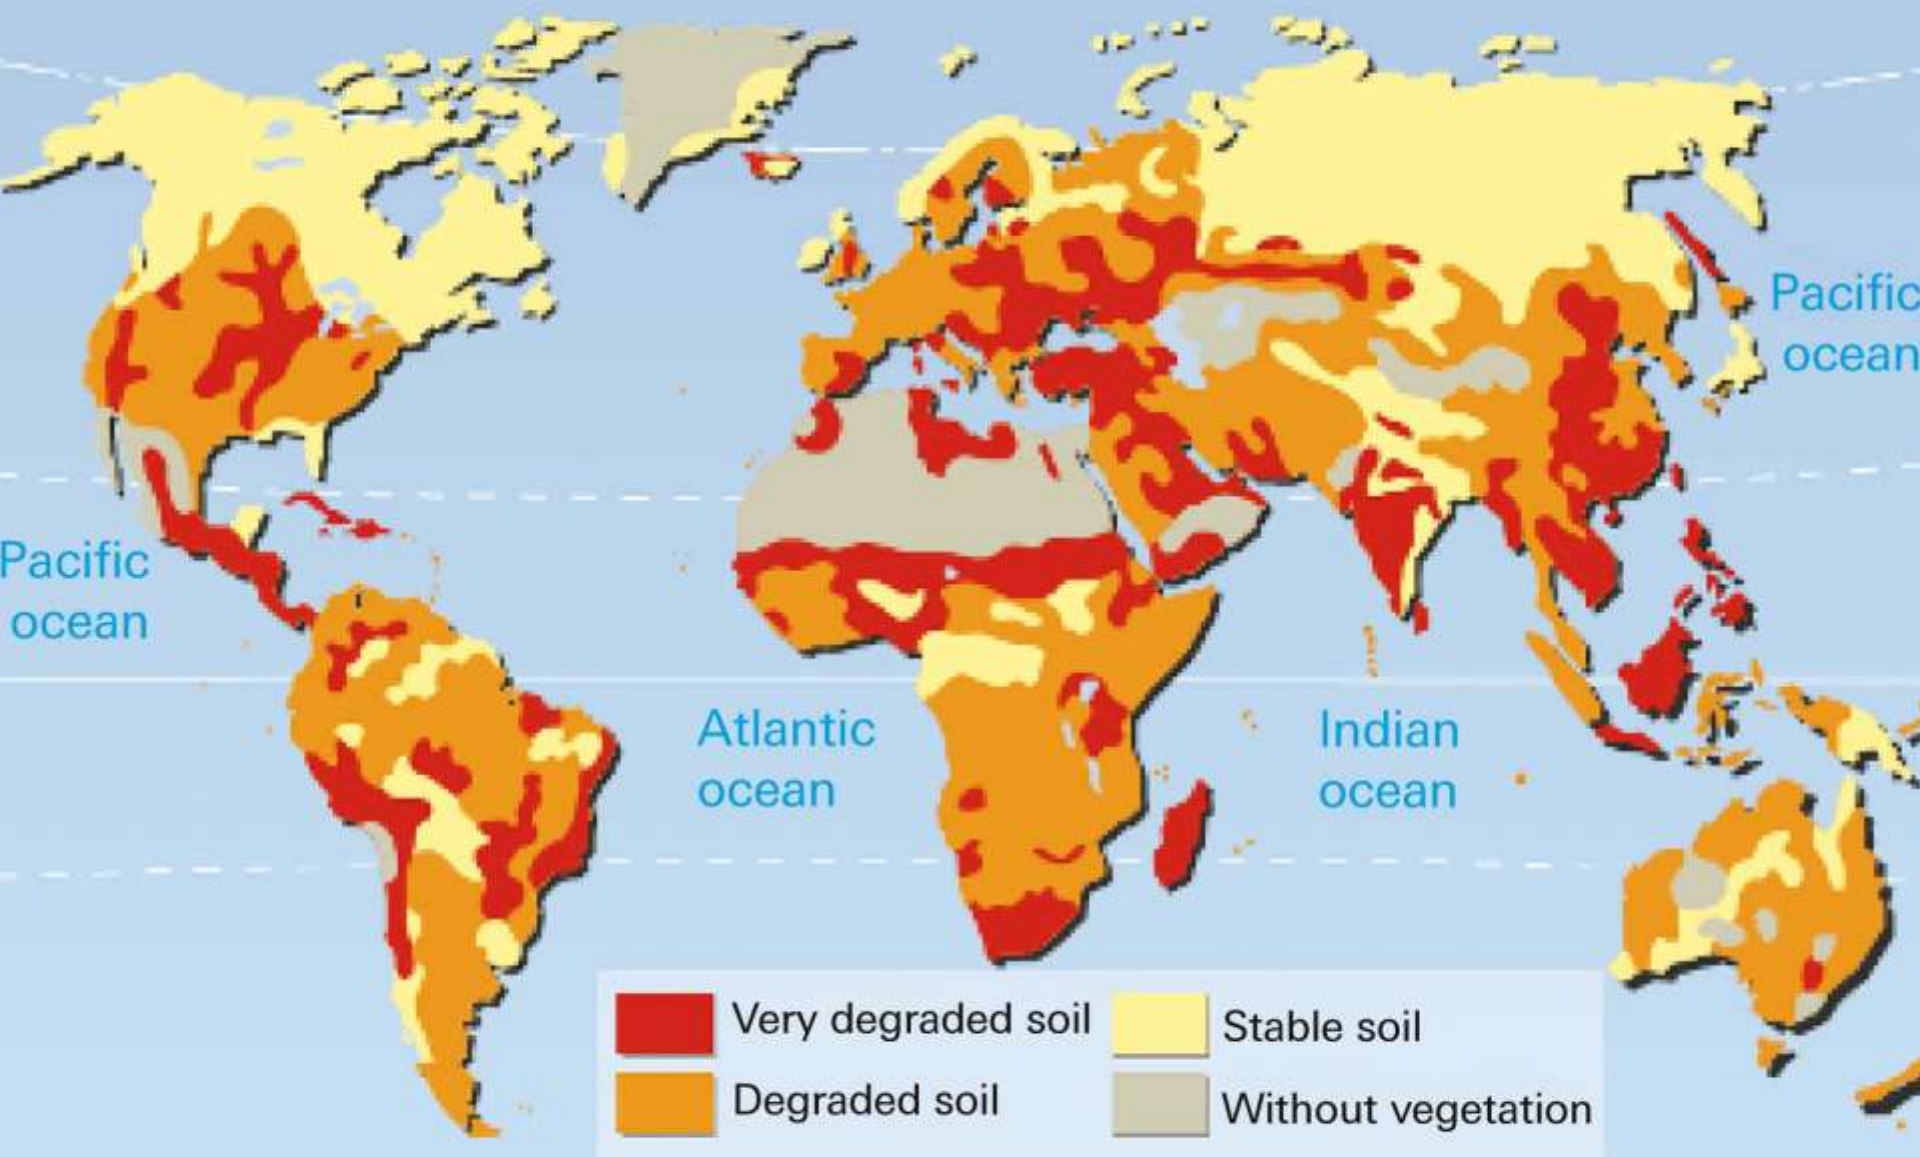 Pacific
ocean
Pacific
ocean
Atlantic
ocean
Indian
ocean
Very degraded soil
Stable soil
Degraded soil
Without vegetation